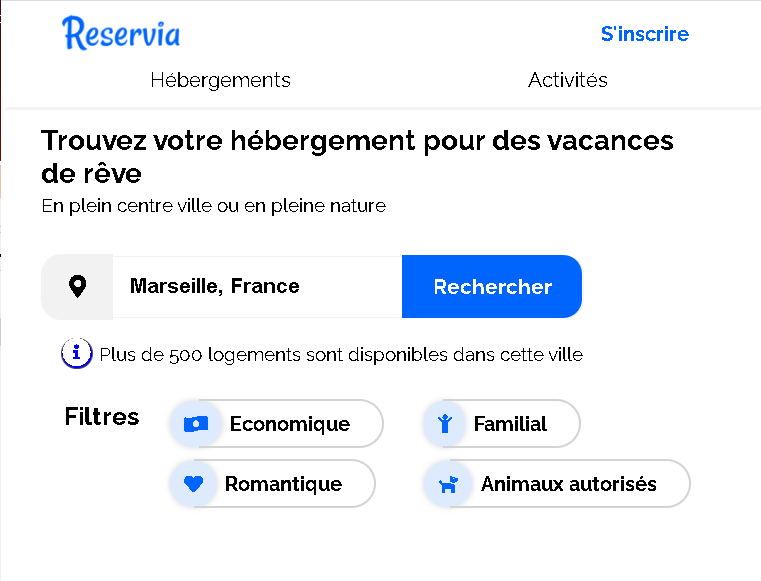 Reservia
S'inscrire
Hébergements
Activités
Trouvez votre hébergement pour des vacances
de rêve
En plein centre ville ou en pleine nature
Marseille, France
Rechercher
i Plus de 500 logements sont disponibles dans cette ville
Filtres
Economique
Familial
Romantique
Animaux autorisés